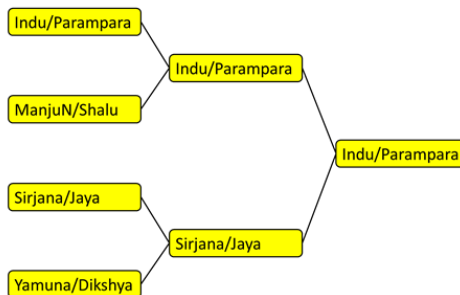 Indu/Parampara
Indu/Parampara
ManjuN/Shalu
Indu/Parampara
Sirjana/Jaya
Sirjana/Jaya
Yamuna/Dikshya